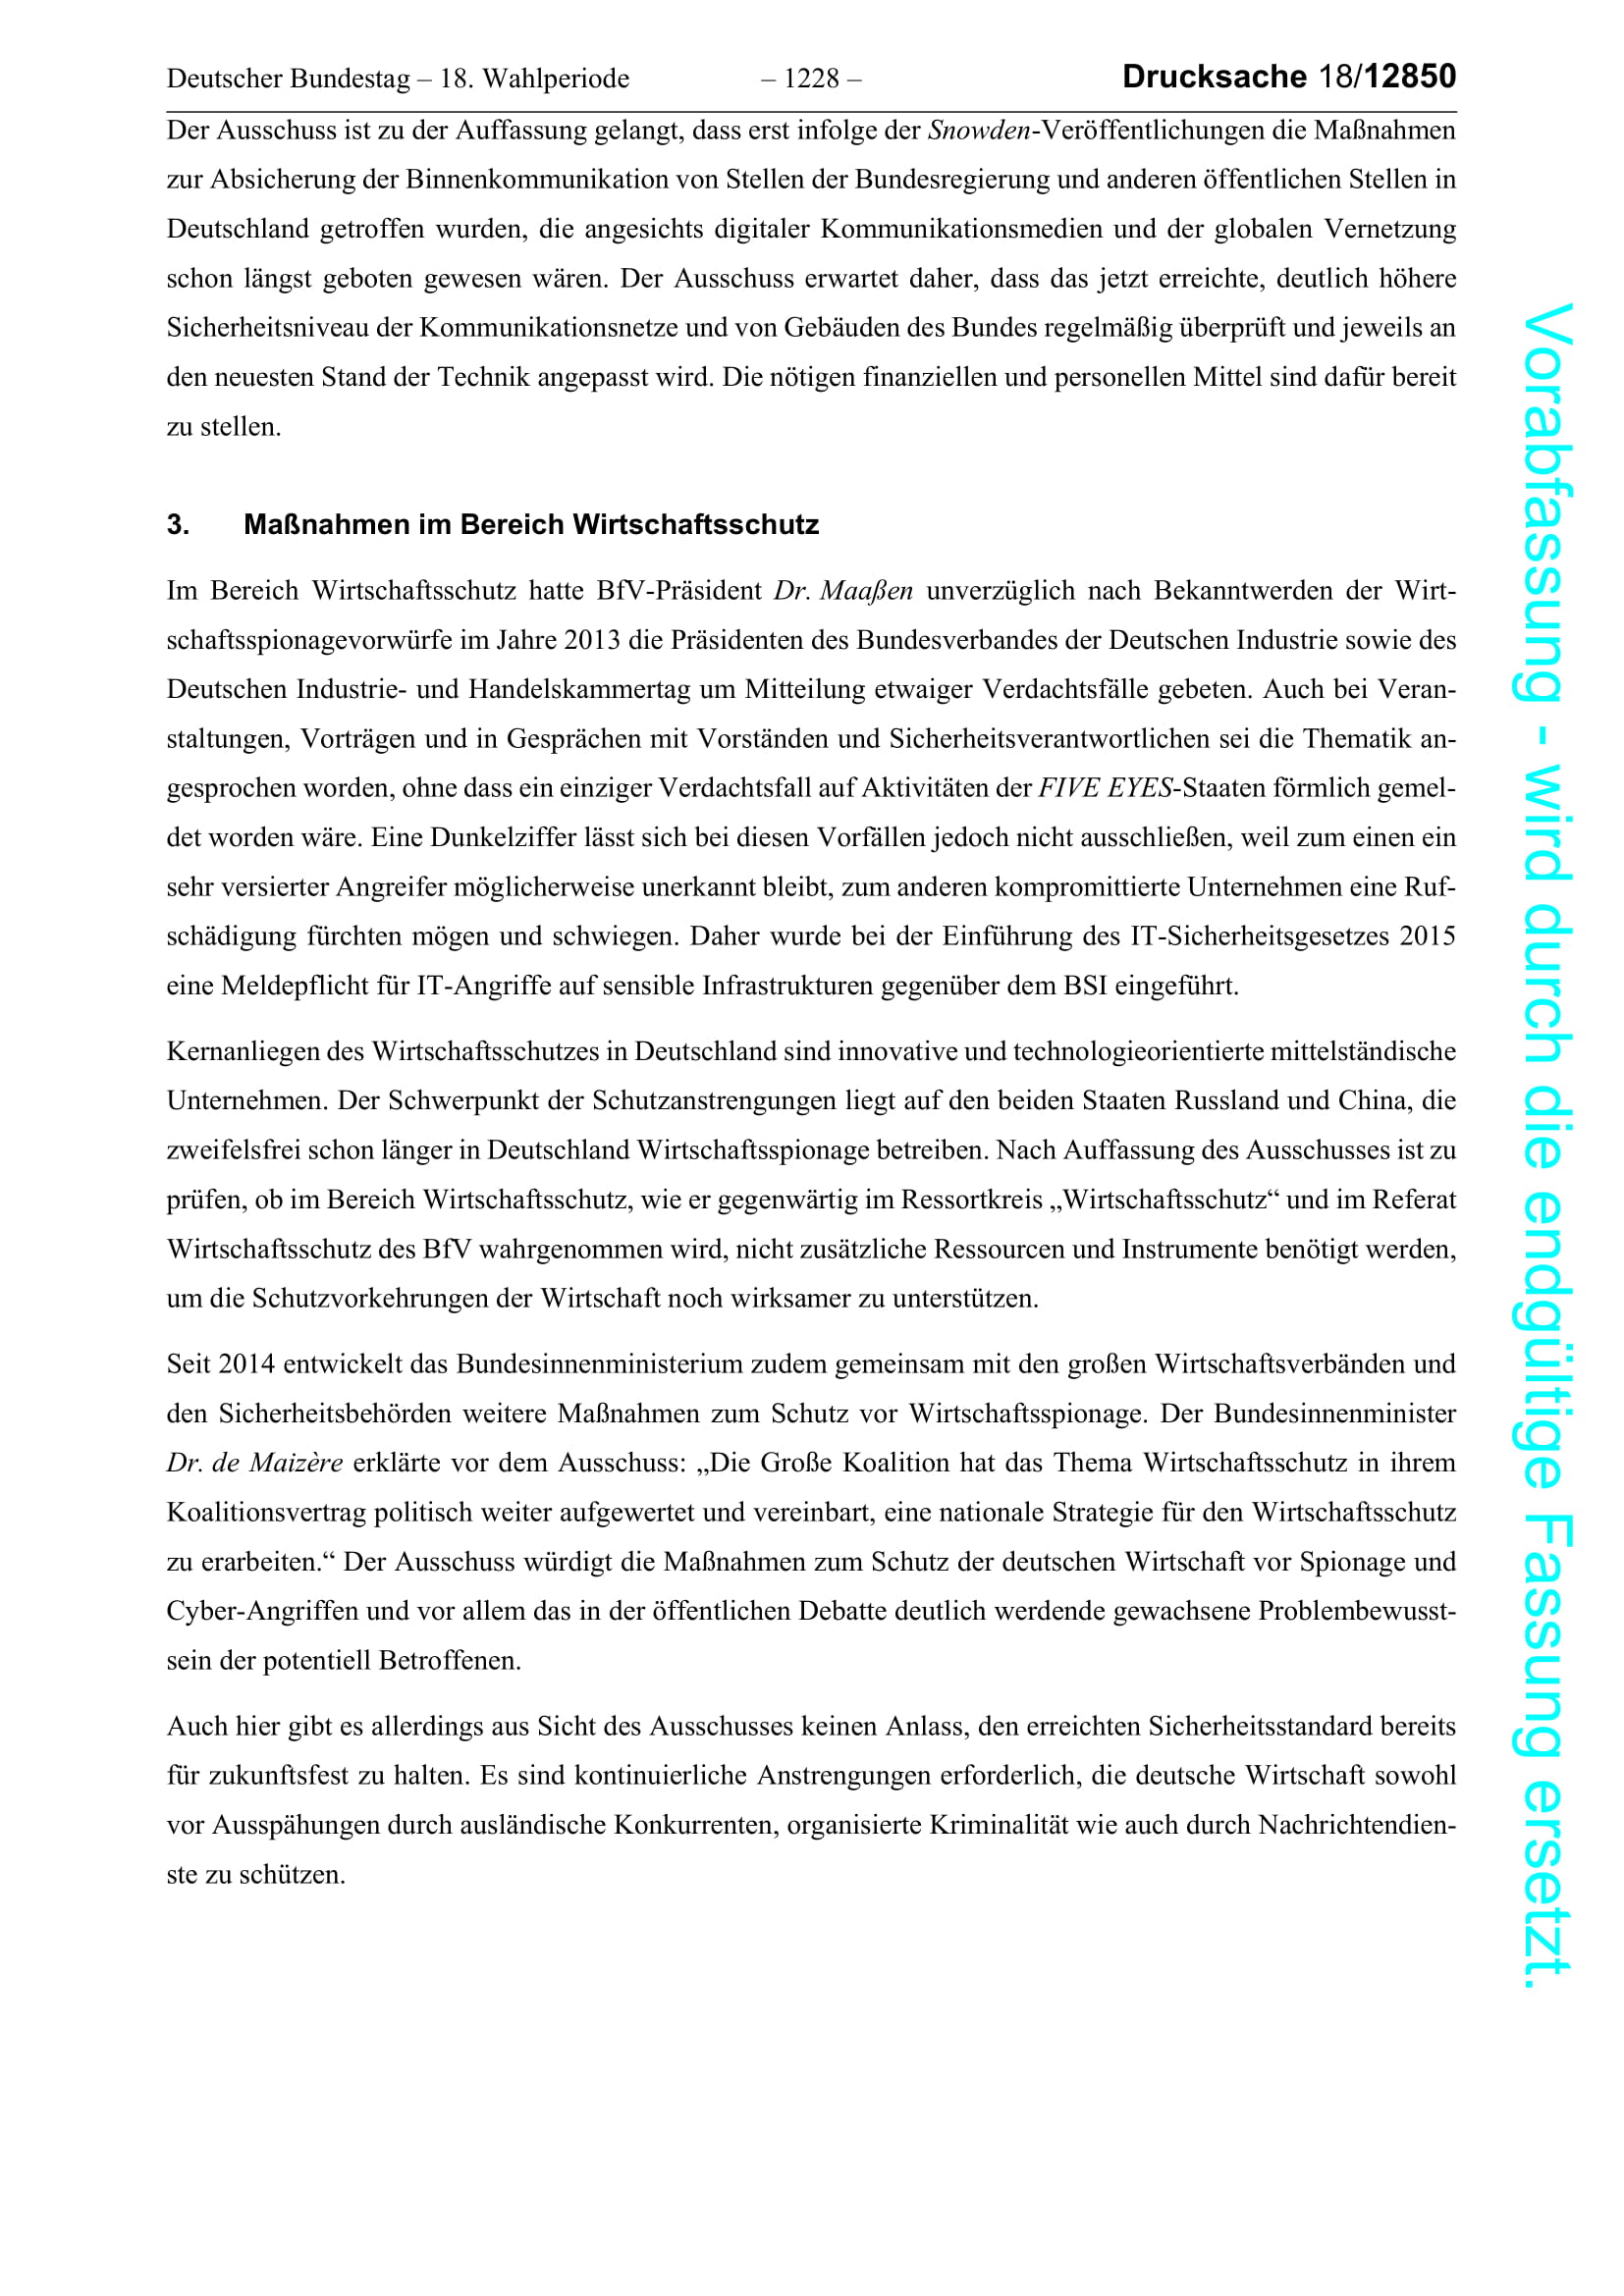 Deutscher Bundestag – 18. Wahlperiode – 1228 – Drucksache 18/12850
Der Ausschuss ist zu der Auffassung gelangt, dass erst infolge der Snowden-Veröffentlichungen die Maßnahmen
zur Absicherung der Binnenkommunikation von Stellen der Bundesregierung und anderen öffentlichen Stellen in
Deutschland getroffen wurden, die angesichts digitaler Kommunikationsmedien und der globalen Vernetzung
schon längst geboten gewesen wären. Der Ausschuss erwartet daher, dass das jetzt erreichte, deutlich höhere
Sicherheitsniveau der Kommunikationsnetze und von Gebäuden des Bundes regelmäßig überprüft und jeweils an
den neuesten Stand der Technik angepasst wird. Die nötigen finanziellen und personellen Mittel sind dafür bereit
zu stellen.
3. Maßnahmen im Bereich Wirtschaftsschutz
Im Bereich Wirtschaftsschutz hatte BfV-Präsident Dr. Maaßen unverzüglich nach Bekanntwerden der Wirt-
schaftsspionagevorwürfe im Jahre 2013 die Präsidenten des Bundesverbandes der Deutschen Industrie sowie des
Deutschen Industrie- und Handelskammertag um Mitteilung etwaiger Verdachtsfälle gebeten. Auch bei Veran-
staltungen, Vorträgen und in Gesprächen mit Vorständen und Sicherheitsverantwortlichen sei die Thematik an-
gesprochen worden, ohne dass ein einziger Verdachtsfall auf Aktivitäten der FIVE EYES-Staaten förmlich gemel-
det worden wäre. Eine Dunkelziffer lässt sich bei diesen Vorfällen jedoch nicht ausschließen, weil zum einen ein
sehr versierter Angreifer möglicherweise unerkannt bleibt, zum anderen kompromittierte Unternehmen eine Ruf-
schädigung fürchten mögen und schwiegen. Daher wurde bei der Einführung des IT-Sicherheitsgesetzes 2015
eine Meldepflicht für IT-Angriffe auf sensible Infrastrukturen gegenüber dem BSI eingeführt.
Kernanliegen des Wirtschaftsschutzes in Deutschland sind innovative und technologieorientierte mittelständische
Unternehmen. Der Schwerpunkt der Schutzanstrengungen liegt auf den beiden Staaten Russland und China, die
zweifelsfrei schon länger in Deutschland Wirtschaftsspionage betreiben. Nach Auffassung des Ausschusses ist zu
prüfen, ob im Bereich Wirtschaftsschutz, wie er gegenwärtig im Ressortkreis „Wirtschaftsschutz“ und im Referat
Wirtschaftsschutz des BfV wahrgenommen wird, nicht zusätzliche Ressourcen und Instrumente benötigt werden,
um die Schutzvorkehrungen der Wirtschaft noch wirksamer zu unterstützen.
Seit 2014 entwickelt das Bundesinnenministerium zudem gemeinsam mit den großen Wirtschaftsverbänden und
den Sicherheitsbehörden weitere Maßnahmen zum Schutz vor Wirtschaftsspionage. Der Bundesinnenminister
Dr. de Maizère erklärte vor dem Ausschuss: „Die Große Koalition hat das Thema Wirtschaftsschutz in ihrem
Koalitionsvertrag politisch weiter aufgewertet und vereinbart, eine nationale Strategie für den Wirtschaftsschutz
zu erarbeiten.“ Der Ausschuss würdigt die Maßnahmen zum Schutz der deutschen Wirtschaft vor Spionage und
Cyber-Angriffen und vor allem das in der öffentlichen Debatte deutlich werdende gewachsene Problembewusst-
sein der potentiell Betroffenen.
Auch hier gibt es allerdings aus Sicht des Ausschusses keinen Anlass, den erreichten Sicherheitsstandard bereits
für zukunftsfest zu halten. Es sind kontinuierliche Anstrengungen erforderlich, die deutsche Wirtschaft sowohl
vor Ausspähungen durch ausländische Konkurrenten, organisierte Kriminalität wie auch durch Nachrichtendien-
ste zu schützen.
Vorabfassung - wird durch die endgültige Fassung ersetzt.